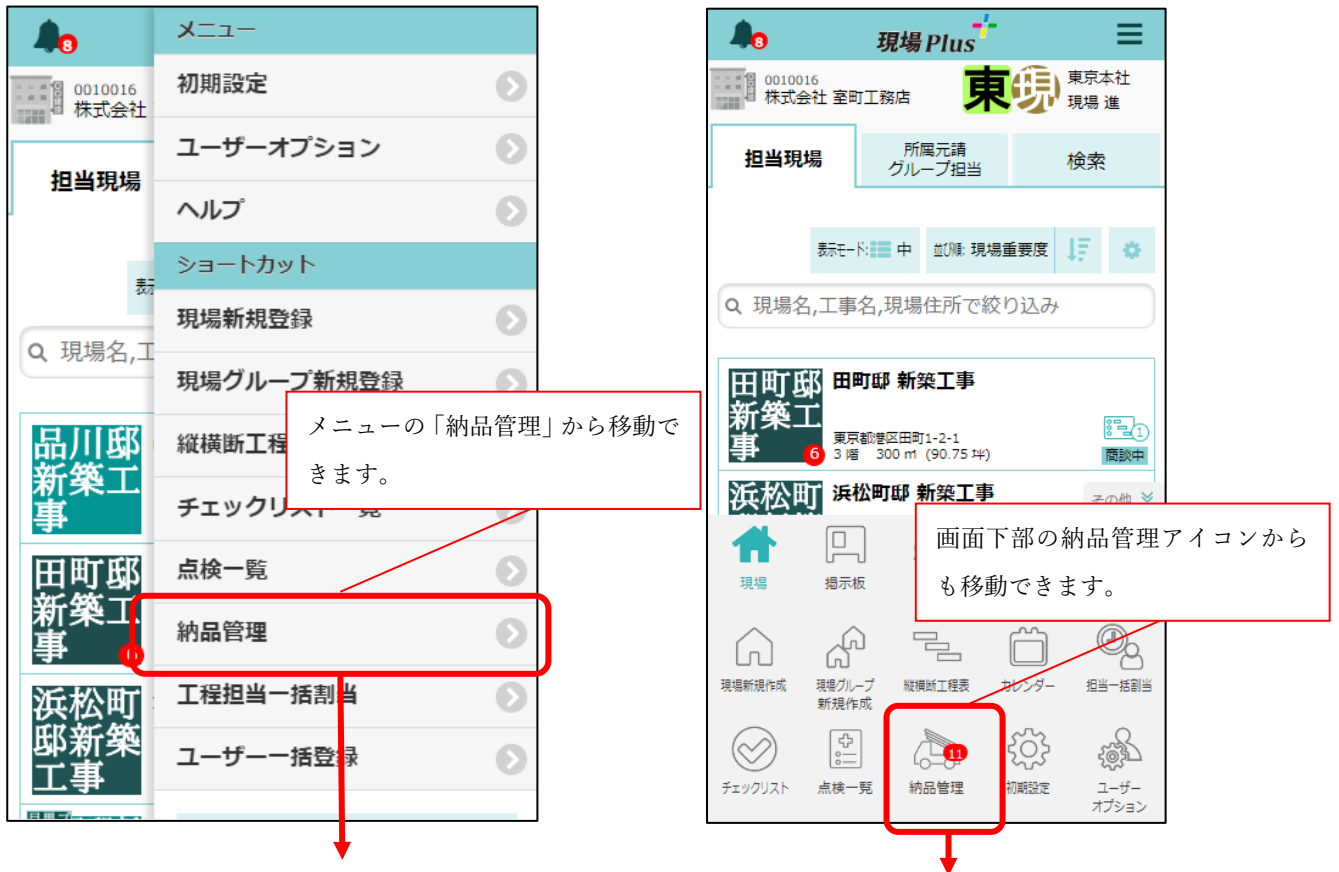 8
0010016
株式会社
担当現場
現場名,工
品川邸
新築工
事
田町邸
新築工
事
浜松町
邸新築
工事
メニュー
初期設定
ユーザーオプション
ヘルプ
ショートカット
現場新規登録
現場グループ新規登録
縦横断工程
点検一覧
納品管理
工程担当一括割当
ユーザー一括登録
メニューの「納品管理」から移動で
きます。
8
現場Plus
0010016
株式会社 室町工務店
東
現
東京本社
現場 進
担当現場
所属元請
グループ担当
検索
表示モード: 中
並び順: 現場重要度
現場名,工事名,現場住所で絞り込み
田町邸
新築工
事
6
田町邸 新築工事
東京都港区田町1-2-1
3 階 300 ㎡ (90.75 坪)
1
商談中
浜松町
浜松町邸 新築工事
その他
現場
掲示板
画面下部の納品管理アイコンから
も移動できます。
現場新規作成
現場グループ
新規作成
縦横断工程表
カレンダー
担当一括割当
チェックリスト
点検一覧
11
納品管理
初期設定
ユーザー
オプション